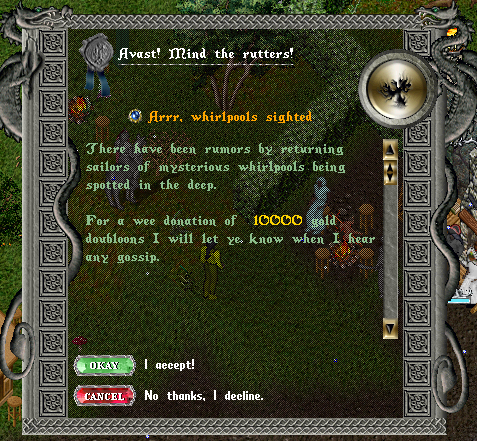 Avast! Mind the rutters!
Arrr, whirlpools sighted
There have been rumors by returning
sailors of mysterious whirlpools being
spotted in the deep.
For a wee donation of 10000 gold
doubloons I will let ye, know when I hear
any gossip.
OKAY I accept!
CANCEL No thanks, I decline.